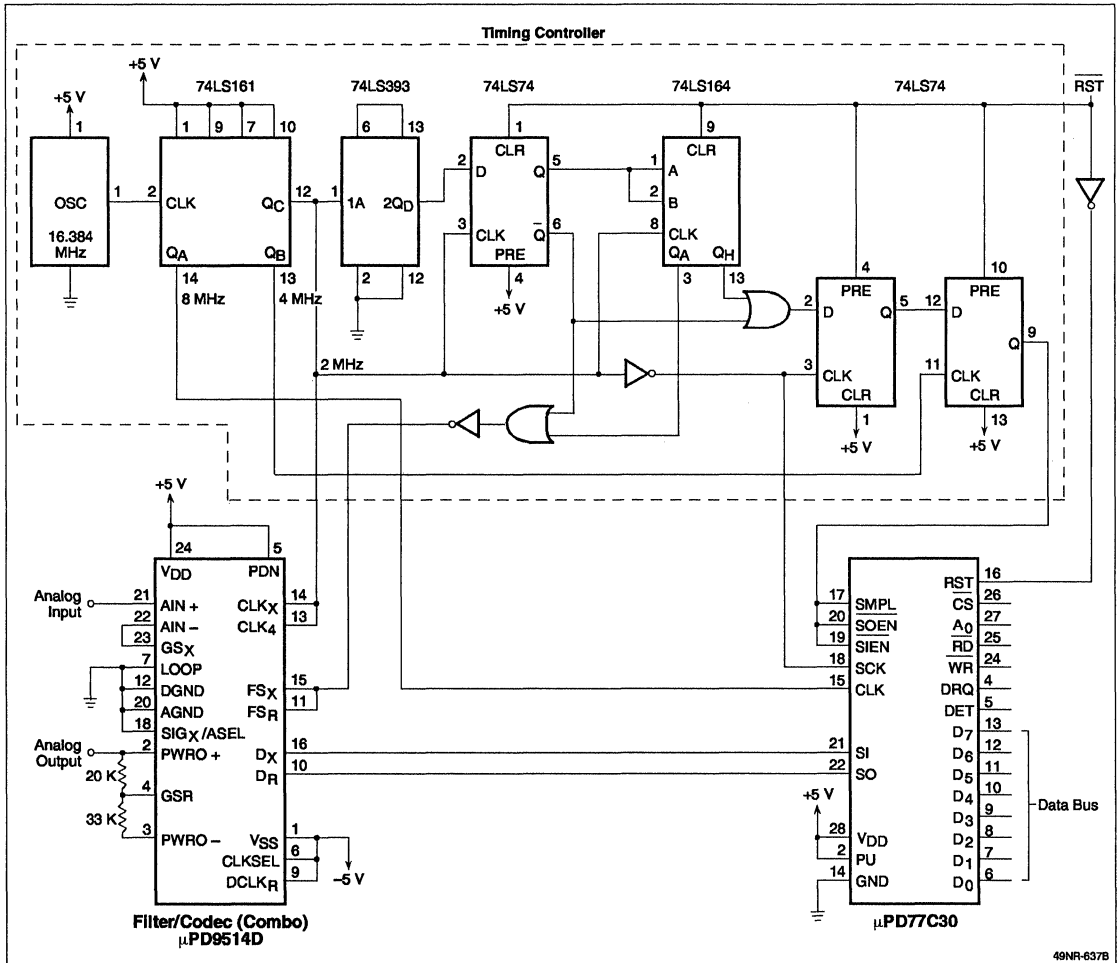 Timing Controller
+5 V
74LS161
74LS393
74LS74
74LS164
74LS74
RST
+5 V
1
1 9 7 10
6 13
1
9
OSC
16.384
MHz
1 2
CLK
QC
QA
QB
12 1
1A 2QD
2
D
CLR
Q
5
3
CLK
Q
6
PRE
4
+5 V
1
A
2
B
8
CLK
CLR
QA QH
3 13
14
8 MHz
13
4 MHz
2 12
2 MHz
4
PRE
2
D
Q
5
3
CLK
CLR
1
+5 V
10
PRE
12
D
Q
9
11
CLK
CLR
13
+5 V
+5 V
24 5
VDD PDN
Analog
Input
21 AIN +
22 AIN −
23 GSX
7 LOOP
12 DGND
20 AGND
18 SIGX/ASEL
Analog
Output
2 PWRO +
20 K
4 GSR
33 K
3 PWRO −
CLKX 14
CLK4 13
FSX 15
FSR 11
DX 16
DR 10
VSS 1
CLKSEL 6
DCLKR 9
−5 V
Filter/Codec (Combo)
μPD9514D
17 SMPL
20 SOEN
19 SIEN
18 SCK
15 CLK
21 SI
22 SO
+5 V
28 VDD
2 PU
14 GND
RST 16
CS 26
A0 27
RD 25
WR 24
DRQ 4
DET 5
D7 13
D6 12
D5 11
D4 10
D3 9
D2 8
D1 7
D0 6
Data Bus
μPD77C30
49NR-637B